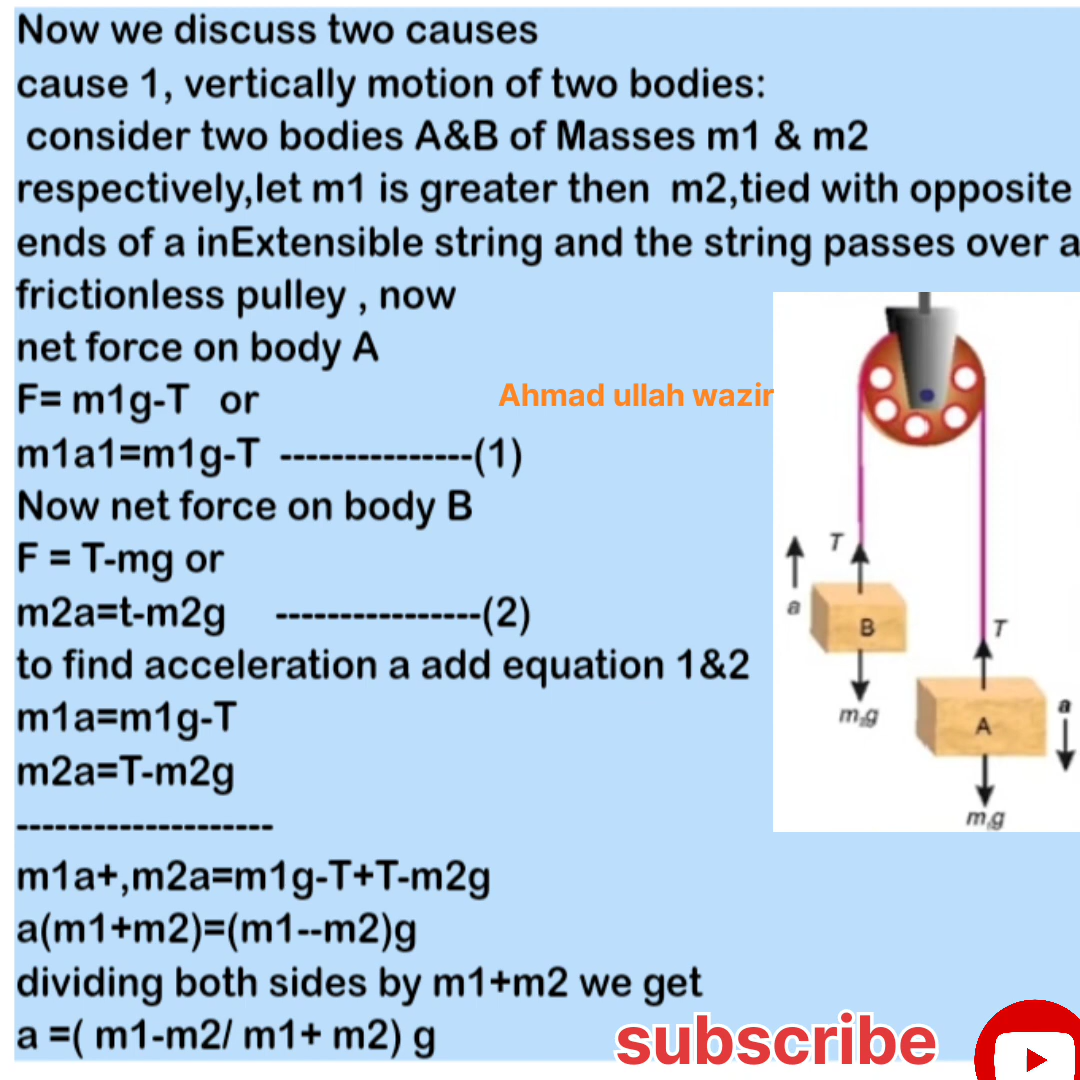 Now we discuss two causes
cause 1, vertically motion of two bodies:
consider two bodies A&B of Masses m1 & m2
respectively,let m1 is greater then m2,tied with opposite
ends of a inExtensible string and the string passes over a
frictionless pulley , now
net force on body A
F= m1g-T or
Ahmad ullah wazir
m1a1=m1g-T ---------------(1)
Now net force on body B
F = T-mg or
m2a=t-m2g ----------------(2)
to find acceleration a add equation 1&2
m1a=m1g-T
m2a=T-m2g
--------------------
m1a+,m2a=m1g-T+T-m2g
a(m1+m2)=(m1--m2)g
dividing both sides by m1+m2 we get
a =( m1-m2/ m1+ m2) g
T
a
B
m₂g
T
A
a
m₁g
subscribe